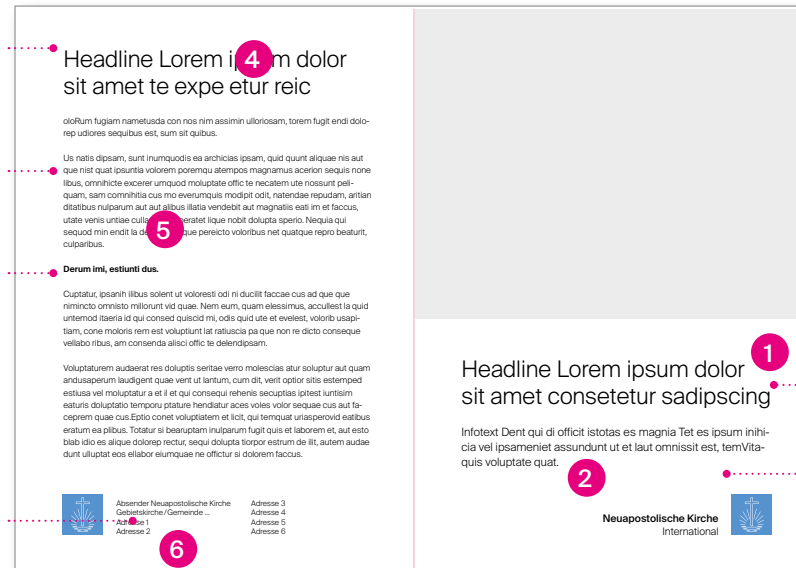 Headline Lorem dolor
sit amet te expe etur reic
4
oloRum fugiam nametusda con nos nim assimin ulloriosam, torem fugit endi dolo-
rep udiores sequibus est, sum sit quibus.
Us natis dipsam, sunt inumquodis ea archicias ipsam, quid quunt aliquae nis aut
que nist quat ipsuntia volorem poremqu atempos magnamus acerion sequis none
libus, omnihicte excerer umquod moluptate offic te necatem ute nossunt peli-
quam, sam comnihitia cus mo everumquis modipit odit, natendae repudam, aritian
ditatibus nulparum aut aut alibus illatia vendebit aut magnatiis eati im et faccus,
utate venis untiae lique nobit dolupta sperio. Nequia qui
sequod min endit la que pereicto voloribus net quatque repro beaturit,
culparibus.
5
Derum imi, estiunti dus.
Cuptatur, ipsanih ilibus solent ut voloresti odi ni ducilit faccae cus ad que que
nimincto omnisto millorunt vid quae. Nem eum, quam elessimus, accullest la quid
untemod itaeria id qui consed quiscid mi, odis quid ute et evelest, volorib usapi-
tiam, cone moloris rem est voluptiunt lat ratiuscia pa que non re dicto conseque
vellabo ribus, am consenda alisci offic te delendipsam.
Voluptaturem audaerat res doluptis seritae verro molescias atur soluptur aut quam
andusaperum laudigent quae vent ut lantum, cum dit, verit optior sitis estemped
estiusa vel moluptatur a et il et qui consequi rehenis secuptias ipitest iuntisim
eaturis doluptatio temporu ptature hendiatur aces voles volor sequae cus aut fa-
ceprem quae cus.Eptio conet voluptiatem et licit, qui temquat uriasperovid eatibus
eratum ea plibus. Totatur si bearuptam inulparum fugit quis et laborem et, aut esto
blab idio es alique dolorep rectur, sequi dolupta tiorpor estrum de ilit, autem audae
dunt ulluptat eos ellabor eiumquae ne offictur si dolorem faccus.
Absender Neuapostolische Kirche
Gebietskirche/Gemeinde ...
Adresse 1
Adresse 2
Adresse 3
Adresse 4
Adresse 5
Adresse 6
6
Headline Lorem ipsum dolor
sit amet consetetur sadipscing
1
Infotext Dent qui di officit istotas es magnia Tet es ipsum inihi-
cia vel ipsameniet assundunt ut et laut omnissit est, temVita-
quis voluptate quat.
2
Neuapostolische Kirche
International